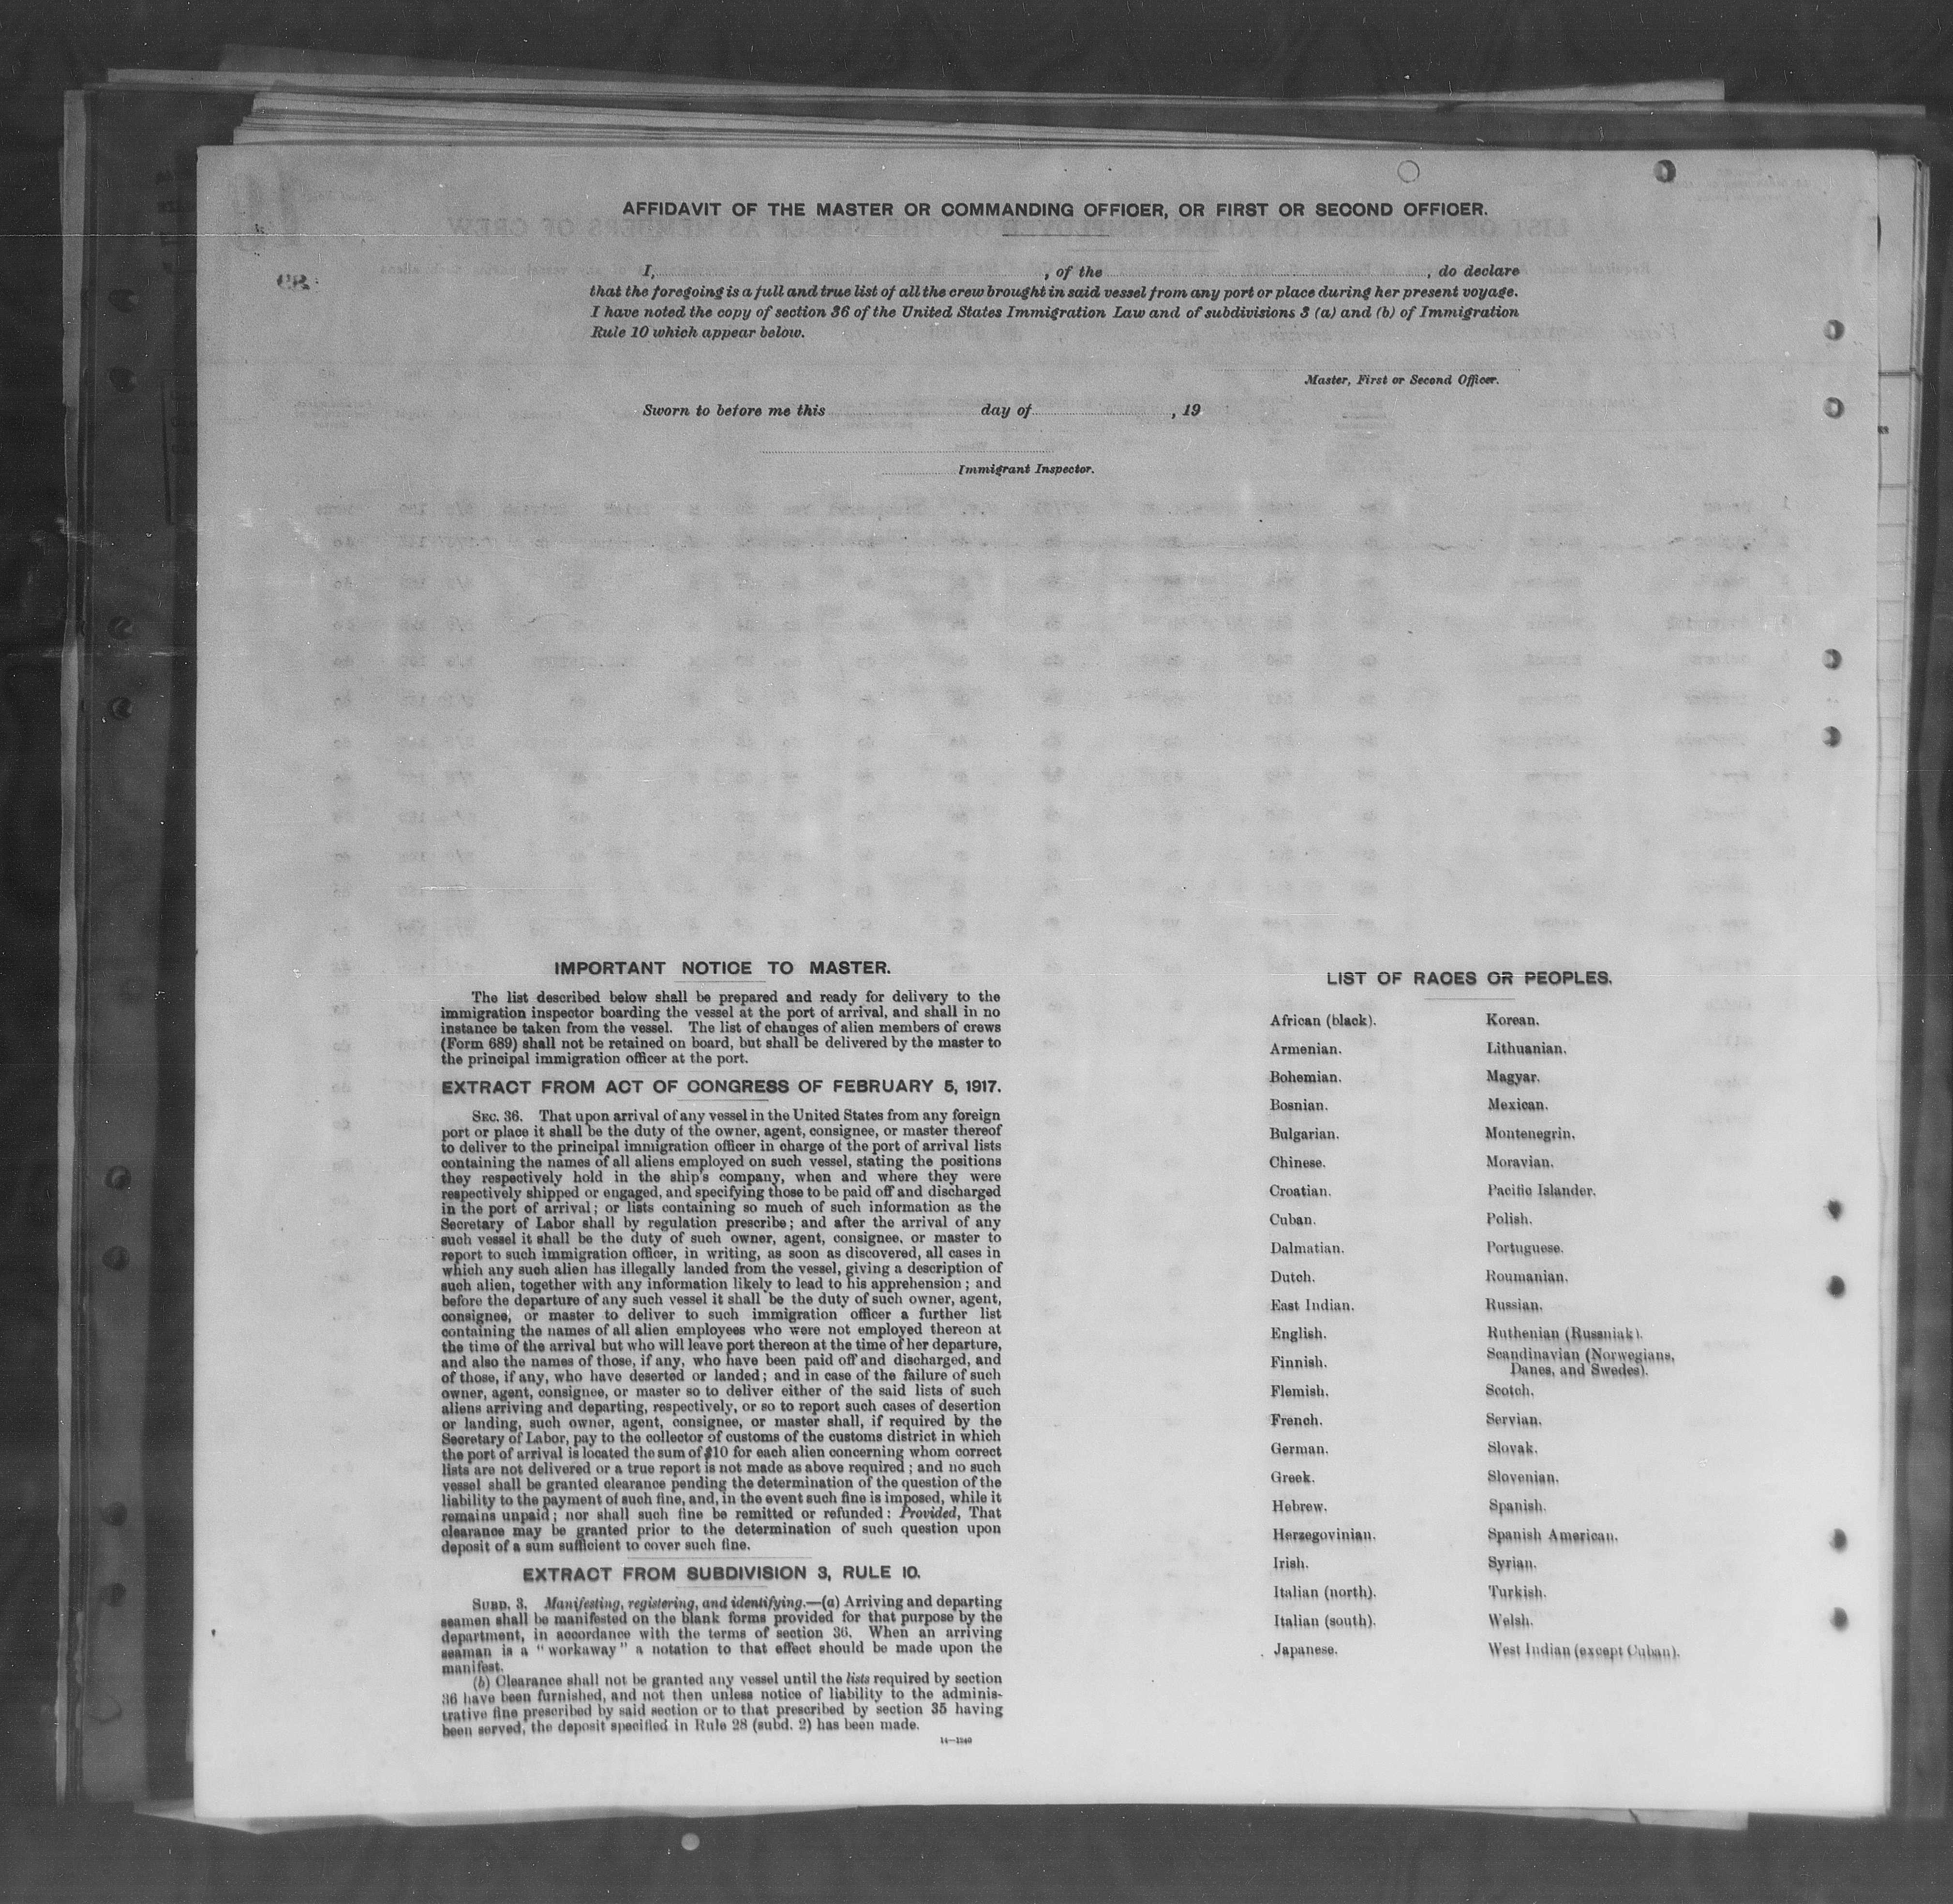 AFFIDAVIT OF THE MASTER OR COMMANDING OFFICER, OR FIRST OR SECOND OFFICER.
I, , of the , do declare
that the foregoing is a full and true list of all the crew brought in said vessel from any port or place during her present voyage.
I have noted the copy of section 36 of the United States Immigration Law and of subdivisions 3 (a) and (b) of Immigration
Rule 10 which appear below.
Master, First or Second Officer.
Sworn to before me this day of , 19
Immigrant Inspector.
IMPORTANT NOTICE TO MASTER.
The list described below shall be prepared and ready for delivery to the
immigration inspector boarding the vessel at the port of arrival, and shall in no
instance be taken from the vessel. The list of changes of alien members of crews
(Form 689) shall not be retained on board, but shall be delivered by the master to
the principal immigration officer at the port.
EXTRACT FROM ACT OF CONGRESS OF FEBRUARY 5, 1917.
SEC. 36. That upon arrival of any vessel in the United States from any foreign
port or place it shall be the duty of the owner, agent, consignee, or master thereof
to deliver to the principal immigration officer in charge of the port of arrival lists
containing the names of all aliens employed on such vessel, stating the positions
they respectively hold in the ship's company, when and where they were
respectively shipped or engaged, and specifying those to be paid off and discharged
in the port of arrival; or lists containing so much of such information as the
Secretary of Labor shall by regulation prescribe; and after the arrival of any
such vessel it shall be the duty of such owner, agent, consignee, or master to
report to such immigration officer, in writing, as soon as discovered, all cases in
which any such alien has illegally landed from the vessel, giving a description of
such alien, together with any information likely to lead to his apprehension; and
before the departure of any such vessel it shall be the duty of such owner, agent,
consignee, or master to deliver to such immigration officer a further list
containing the names of all alien employees who were not employed thereon at
the time of the arrival but who will leave port thereon at the time of her departure,
and also the names of those, if any, who have been paid off and discharged, and
of those, if any, who have deserted or landed; and in case of the failure of such
owner, agent, consignee, or master so to deliver either of the said lists of such
aliens arriving and departing, respectively, or so to report such cases of desertion
or landing, such owner, agent, consignee, or master shall, if required by the
Secretary of Labor, pay to the collector of customs of the customs district in which
the port of arrival is located the sum of $10 for each alien concerning whom correct
lists are not delivered or a true report is not made as above required; and no such
vessel shall be granted clearance pending the determination of the question of the
liability to the payment of such fine, and, in the event such fine is imposed, while it
remains unpaid; nor shall such fine be remitted or refunded: Provided, That
clearance may be granted prior to the determination of such question upon
deposit of a sum sufficient to cover such fine.
EXTRACT FROM SUBDIVISION 3, RULE 10.
SUBD. 3. Manifesting, registering, and identifying.—(a) Arriving and departing
seamen shall be manifested on the blank forms provided for that purpose by the
department, in accordance with the terms of section 36. When an arriving
seaman is a "workaway" a notation to that effect should be made upon the
manifest.
(b) Clearance shall not be granted any vessel until the lists required by section
36 have been furnished, and not then unless notice of liability to the adminis-
trative fine prescribed by said section or to that prescribed by section 35 having
been served, the deposit specified in Rule 28 (subd. 2) has been made.
14—1240
LIST OF RACES OR PEOPLES.
African (black).
Armenian.
Bohemian.
Bosnian.
Bulgarian.
Chinese.
Croatian.
Cuban.
Dalmatian.
Dutch.
East Indian.
English.
Finnish.
Flemish.
French.
German.
Greek.
Hebrew.
Herzegovinian.
Irish.
Italian (north).
Italian (south).
Japanese.
Korean.
Lithuanian.
Magyar.
Mexican.
Montenegrin.
Moravian.
Pacific Islander.
Polish.
Portuguese.
Roumanian.
Russian.
Ruthenian (Russniak).
Scandinavian (Norwegians,
Danes, and Swedes).
Scotch.
Servian.
Slovak.
Slovenian.
Spanish.
Spanish American.
Syrian.
Turkish.
Welsh.
West Indian (except Cuban).